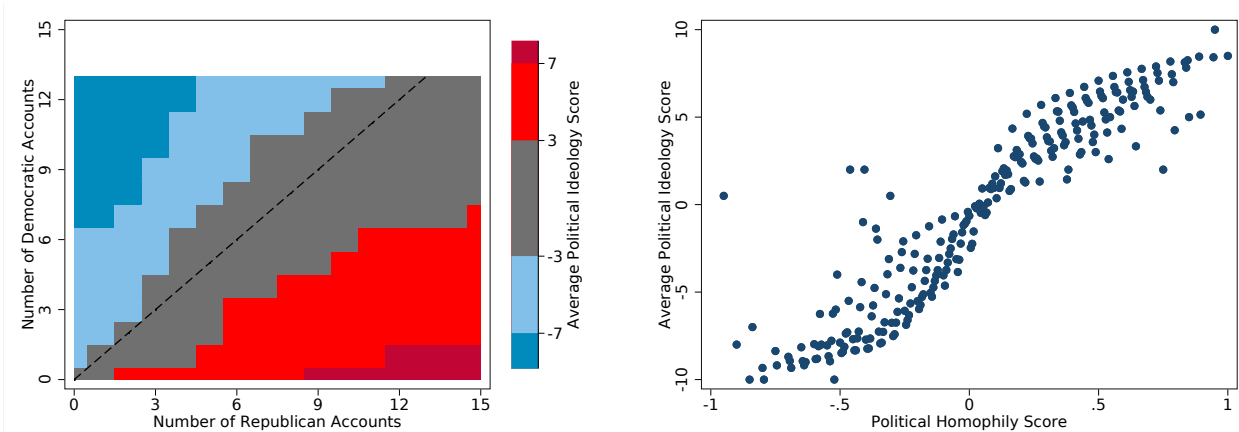 15
12
9
6
3
0
Number of Democratic Accounts
0 3 6 9 12 15
Number of Republican Accounts
7
3
-3
-7
Average Political Ideology Score
10
5
0
-5
-10
Average Political Ideology Score
-1 -.5 0 .5 1
Political Homophily Score